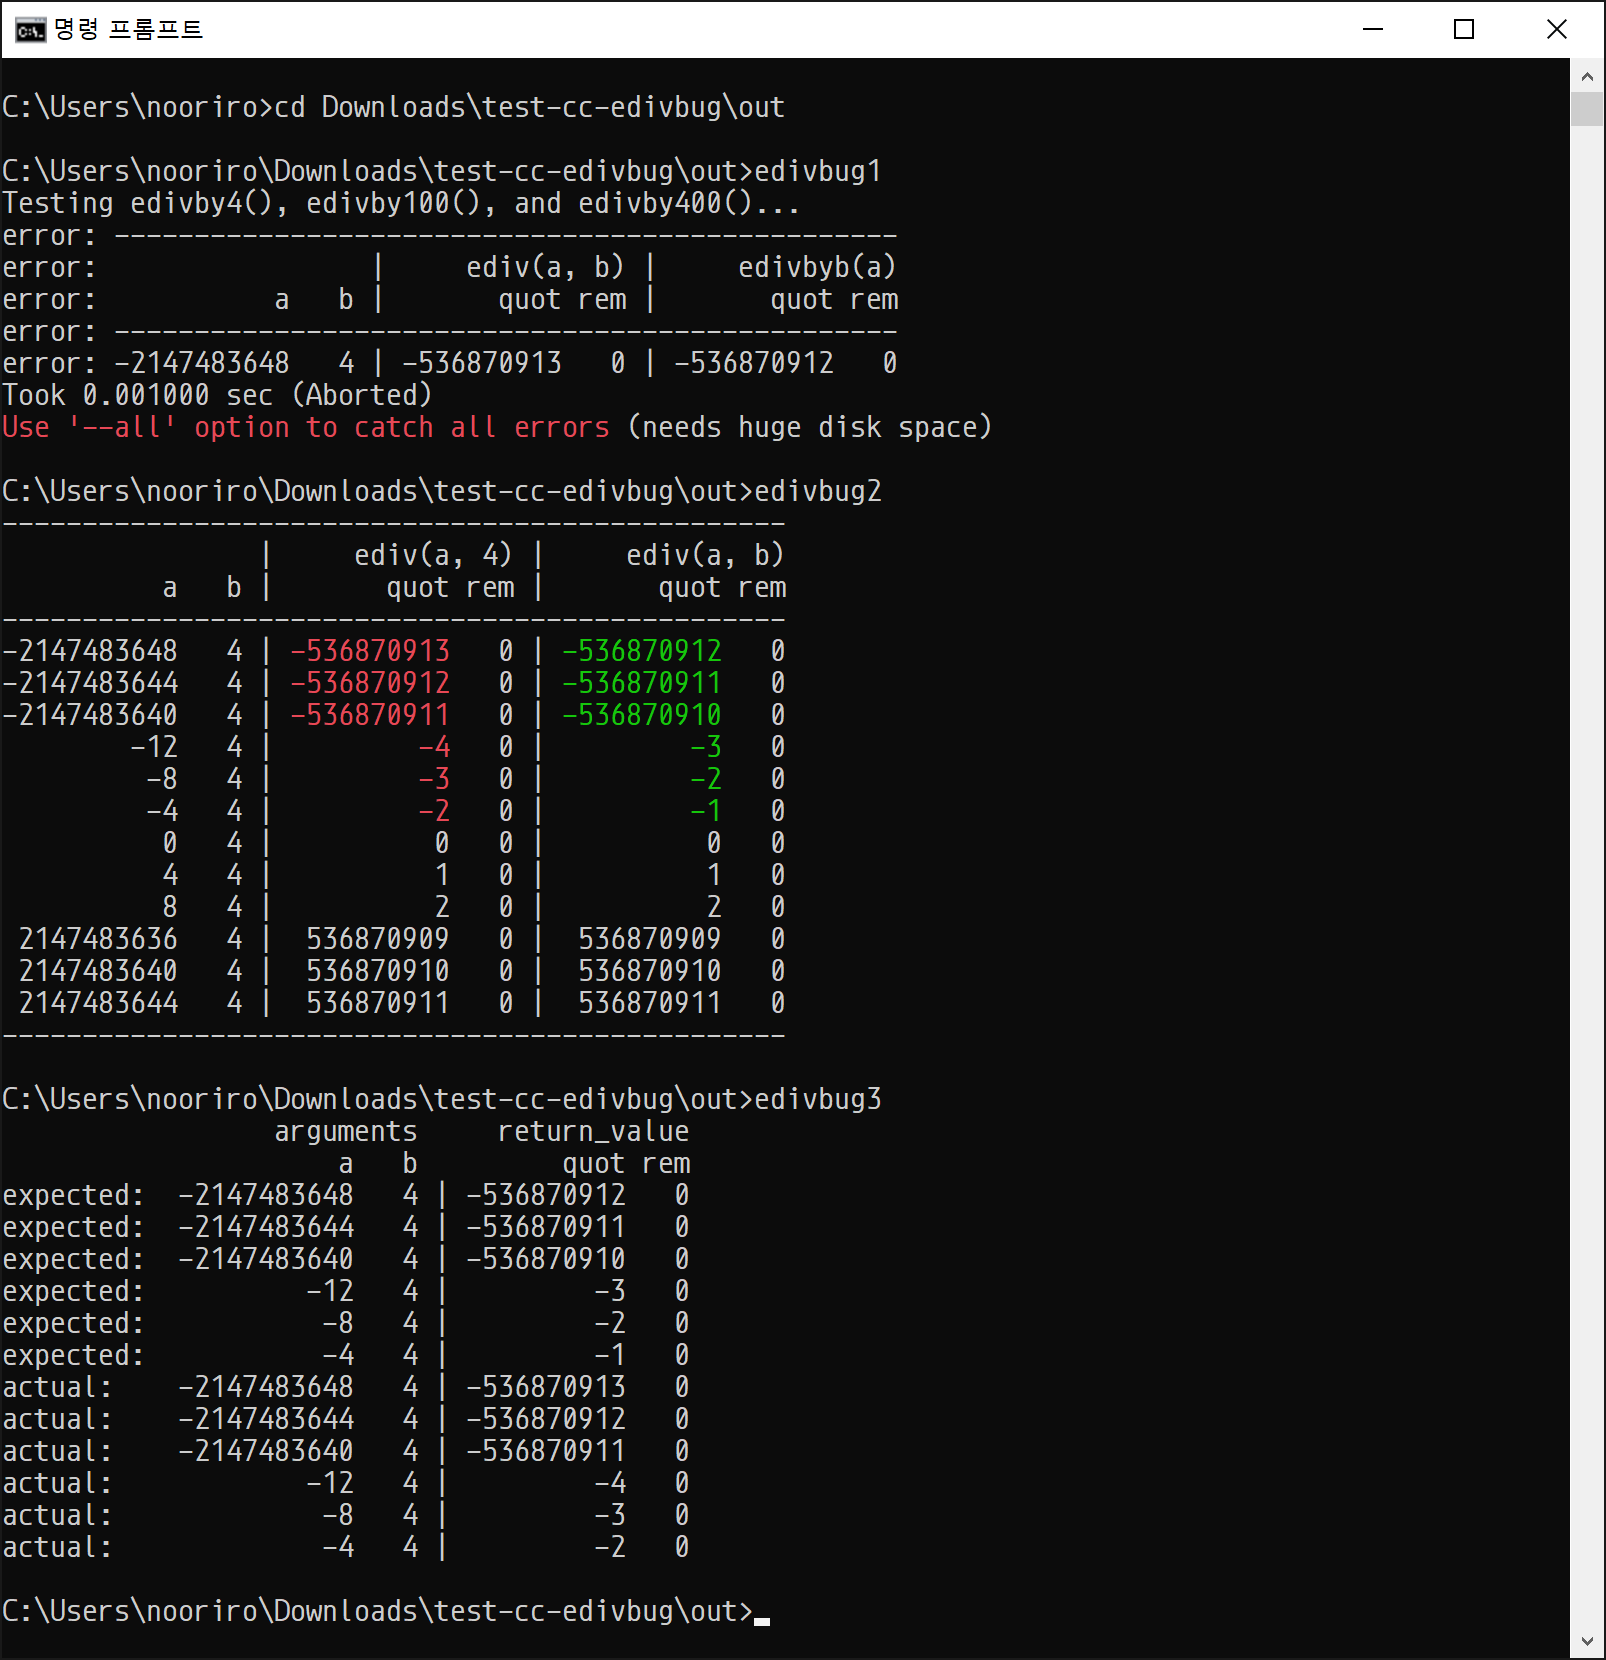 명령 프롬프트
C:\Users\nooriro>cd Downloads\test-cc-edivbug\out
C:\Users\nooriro\Downloads\test-cc-edivbug\out>edivbug1
Testing edivby4(), edivby100(), and edivby400()...
error: -------------------------------------------------
error:                 |     ediv(a, b) |     edivbyb(a)
error:           a   b |       quot rem |       quot rem
error: -------------------------------------------------
error: -2147483648   4 | -536870913   0 | -536870912   0
Took 0.001000 sec (Aborted)
Use '--all' option to catch all errors (needs huge disk space)
C:\Users\nooriro\Downloads\test-cc-edivbug\out>edivbug2
-------------------------------------------------
                |     ediv(a, 4) |     ediv(a, b)
          a   b |       quot rem |       quot rem
-------------------------------------------------
-2147483648   4 | -536870913   0 | -536870912   0
-2147483644   4 | -536870912   0 | -536870911   0
-2147483640   4 | -536870911   0 | -536870910   0
        -12   4 |         -4   0 |         -3   0
         -8   4 |         -3   0 |         -2   0
         -4   4 |         -2   0 |         -1   0
          0   4 |          0   0 |          0   0
          4   4 |          1   0 |          1   0
          8   4 |          2   0 |          2   0
 2147483636   4 |  536870909   0 |  536870909   0
 2147483640   4 |  536870910   0 |  536870910   0
 2147483644   4 |  536870911   0 |  536870911   0
-------------------------------------------------
C:\Users\nooriro\Downloads\test-cc-edivbug\out>edivbug3
                 arguments     return_value
                     a   b         quot rem
expected:  -2147483648   4 | -536870912   0
expected:  -2147483644   4 | -536870911   0
expected:  -2147483640   4 | -536870910   0
expected:          -12   4 |         -3   0
expected:           -8   4 |         -2   0
expected:           -4   4 |         -1   0
actual:    -2147483648   4 | -536870913   0
actual:    -2147483644   4 | -536870912   0
actual:    -2147483640   4 | -536870911   0
actual:            -12   4 |         -4   0
actual:             -8   4 |         -3   0
actual:             -4   4 |         -2   0
C:\Users\nooriro\Downloads\test-cc-edivbug\out>